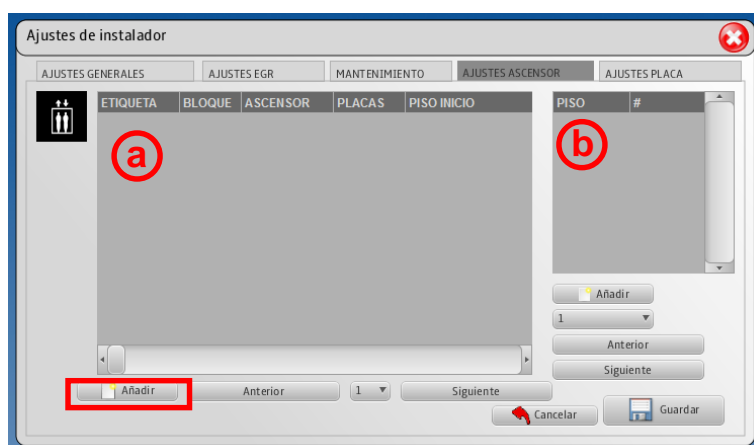 Ajustes de instalador
AJUSTES GENERALES AJUSTES EGR MANTENIMIENTO AJUSTES ASCENSOR AJUSTES PLACA
ETIQUETA BLOQUE ASCENSOR PLACAS PISO INICIO PISO #
a b
Añadir
1
Anterior
Siguiente
Añadir Anterior 1 Siguiente
Cancelar Guardar